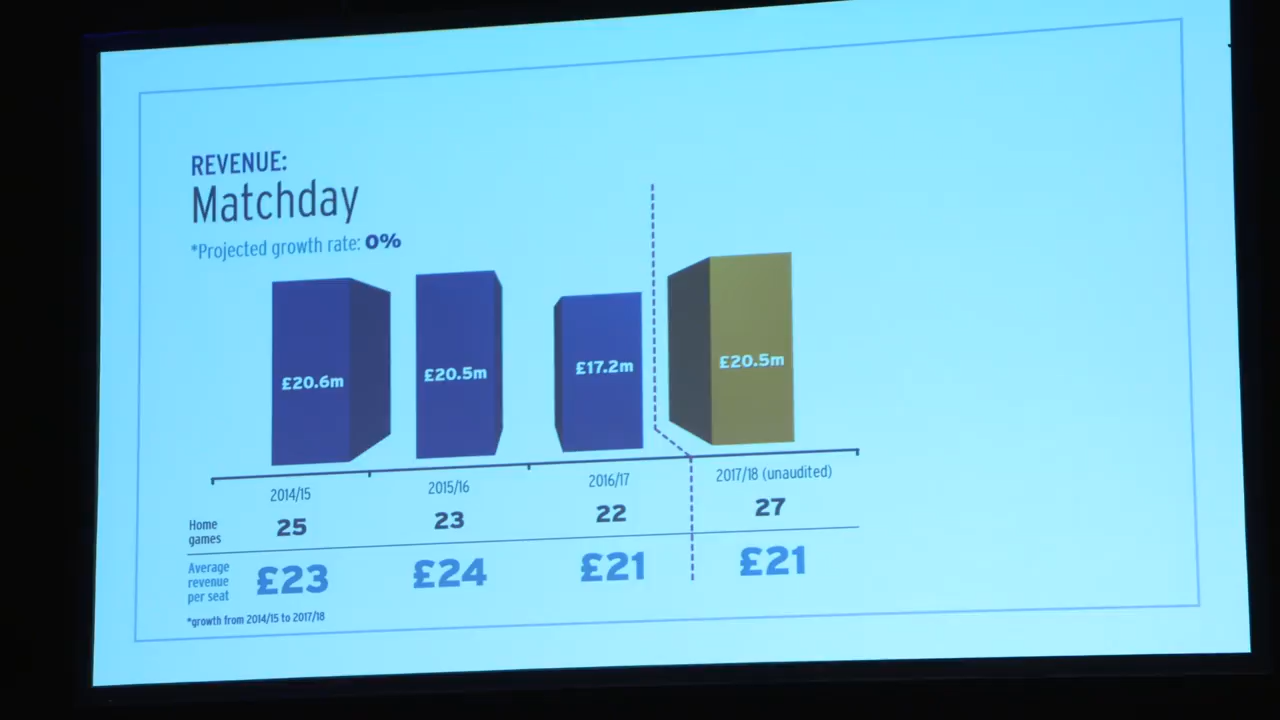 REVENUE:
Matchday
*Projected growth rate: 0%
£20.6m £20.5m £17.2m £20.5m
2014/15 2015/16 2016/17 2017/18 (unaudited)
Home
games
25 23 22 27
Average
revenue
per seat
£23 £24 £21 £21
*growth from 2014/15 to 2017/18